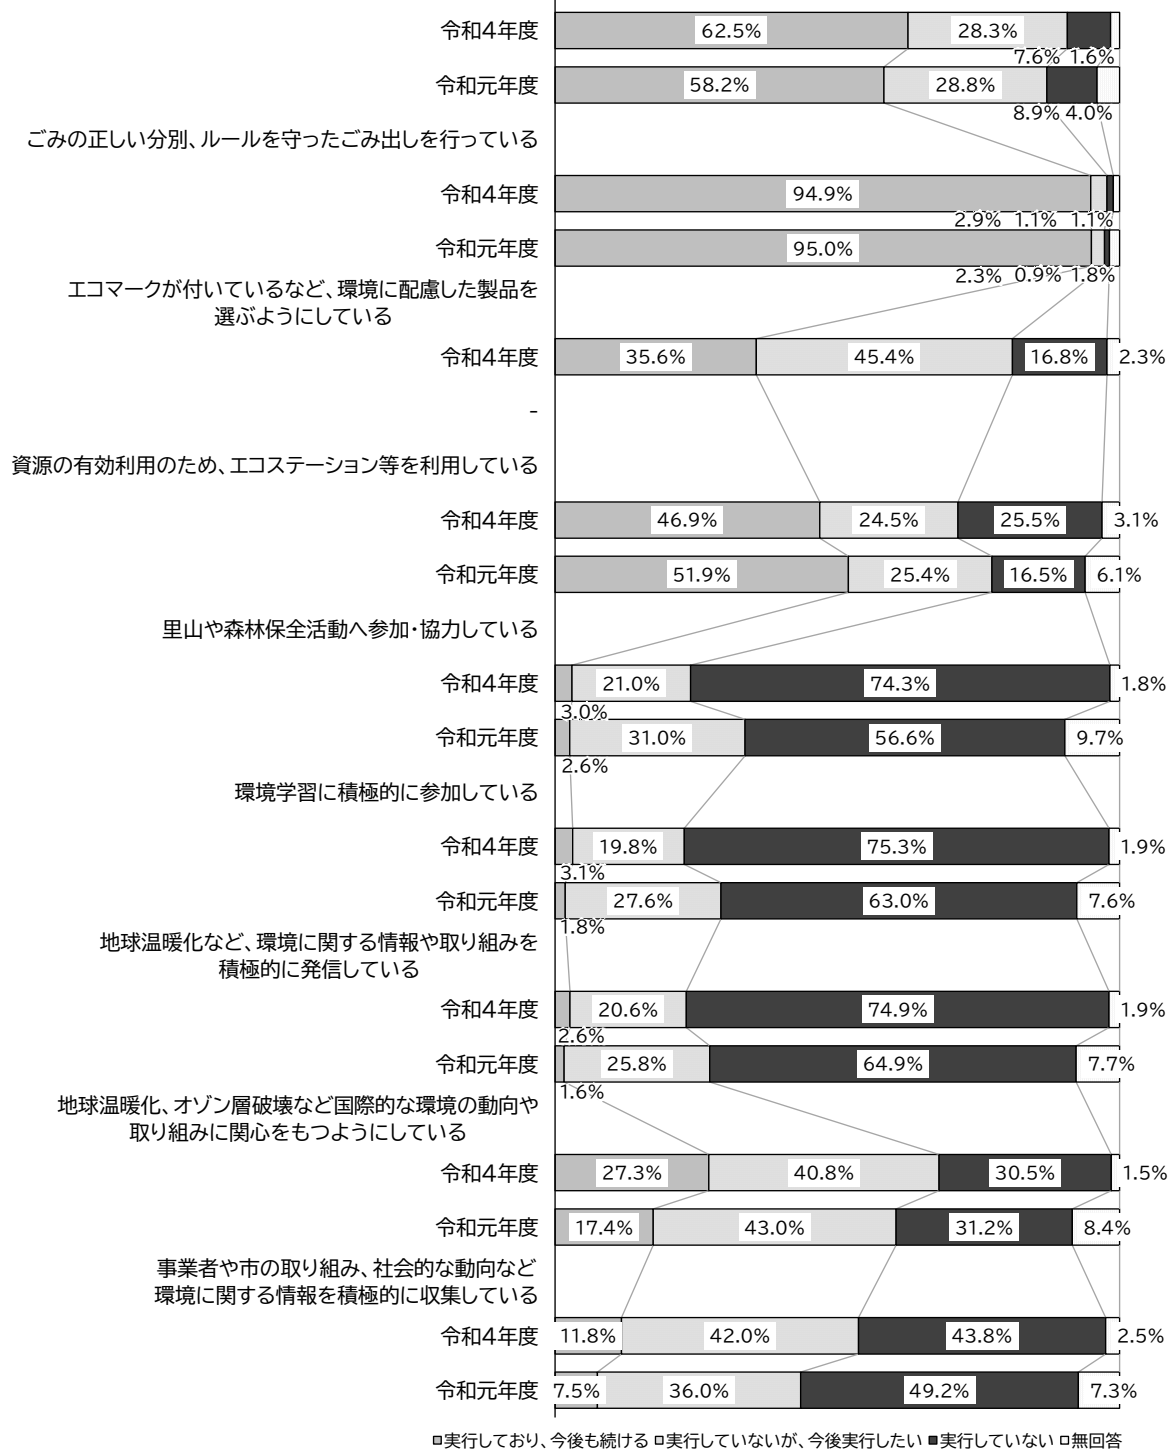 令和４年度 62.5% 28.3%
7.6% 1.6%
令和元年度 58.2% 28.8%
8.9% 4.0%
ごみの正しい分別、ルールを守ったごみ出しを行っている
令和４年度 94.9%
2.9% 1.1% 1.1%
令和元年度 95.0%
2.3% 0.9% 1.8%
エコマークが付いているなど、環境に配慮した製品を
選ぶようにしている
令和４年度 35.6% 45.4% 16.8% 2.3%
-
資源の有効利用のため、エコステーション等を利用している
令和４年度 46.9% 24.5% 25.5% 3.1%
令和元年度 51.9% 25.4% 16.5% 6.1%
里山や森林保全活動へ参加・協力している
令和４年度 21.0% 74.3% 1.8%
3.0%
令和元年度 31.0% 56.6% 9.7%
2.6%
環境学習に積極的に参加している
令和４年度 19.8% 75.3% 1.9%
3.1%
令和元年度 27.6% 63.0% 7.6%
1.8%
地球温暖化など、環境に関する情報や取り組みを
積極的に発信している
令和４年度 20.6% 74.9% 1.9%
2.6%
令和元年度 25.8% 64.9% 7.7%
1.6%
地球温暖化、オゾン層破壊など国際的な環境の動向や
取り組みに関心をもつようにしている
令和４年度 27.3% 40.8% 30.5% 1.5%
令和元年度 17.4% 43.0% 31.2% 8.4%
事業者や市の取り組み、社会的な動向など
環境に関する情報を積極的に収集している
令和４年度 11.8% 42.0% 43.8% 2.5%
令和元年度 7.5% 36.0% 49.2% 7.3%
実行しており、今後も続ける 実行していないが、今後実行したい 実行していない 無回答